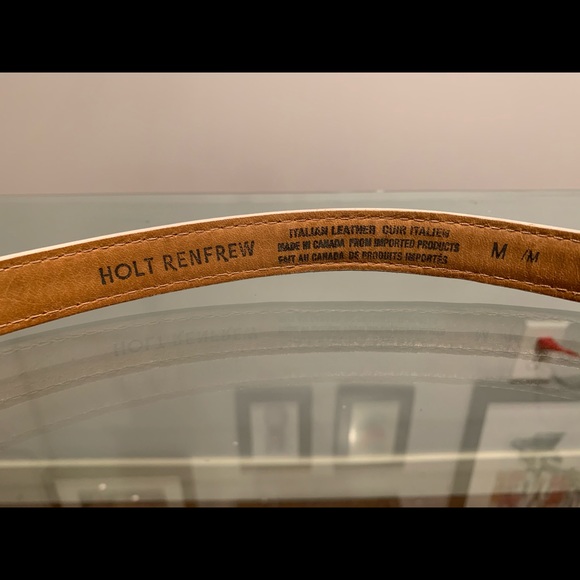 HOLT RENFREW
ITALIAN LEATHER CUIR ITALIEN
MADE IN CANADA FROM IMPORTED PRODUCTS
FAIT AU CANADA DE PRODUITS IMPORTÉS
M /M